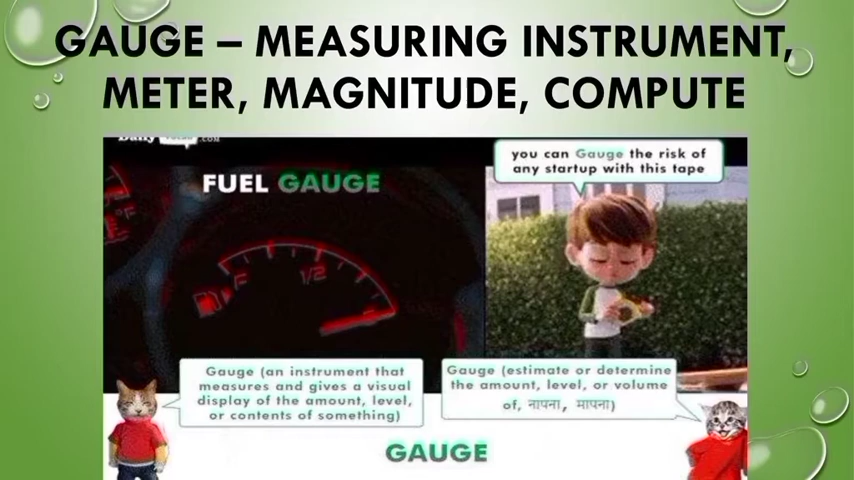 GAUGE – MEASURING INSTRUMENT,
METER, MAGNITUDE, COMPUTE
Daily
.COM
FUEL GAUGE
F
1/2
°F
you can Gauge the risk of
any startup with this tape
Gauge (an instrument that
measures and gives a visual
display of the amount, level,
or contents of something)
Gauge (estimate or determine
the amount, level, or volume
of, नापना, मापना)
GAUGE